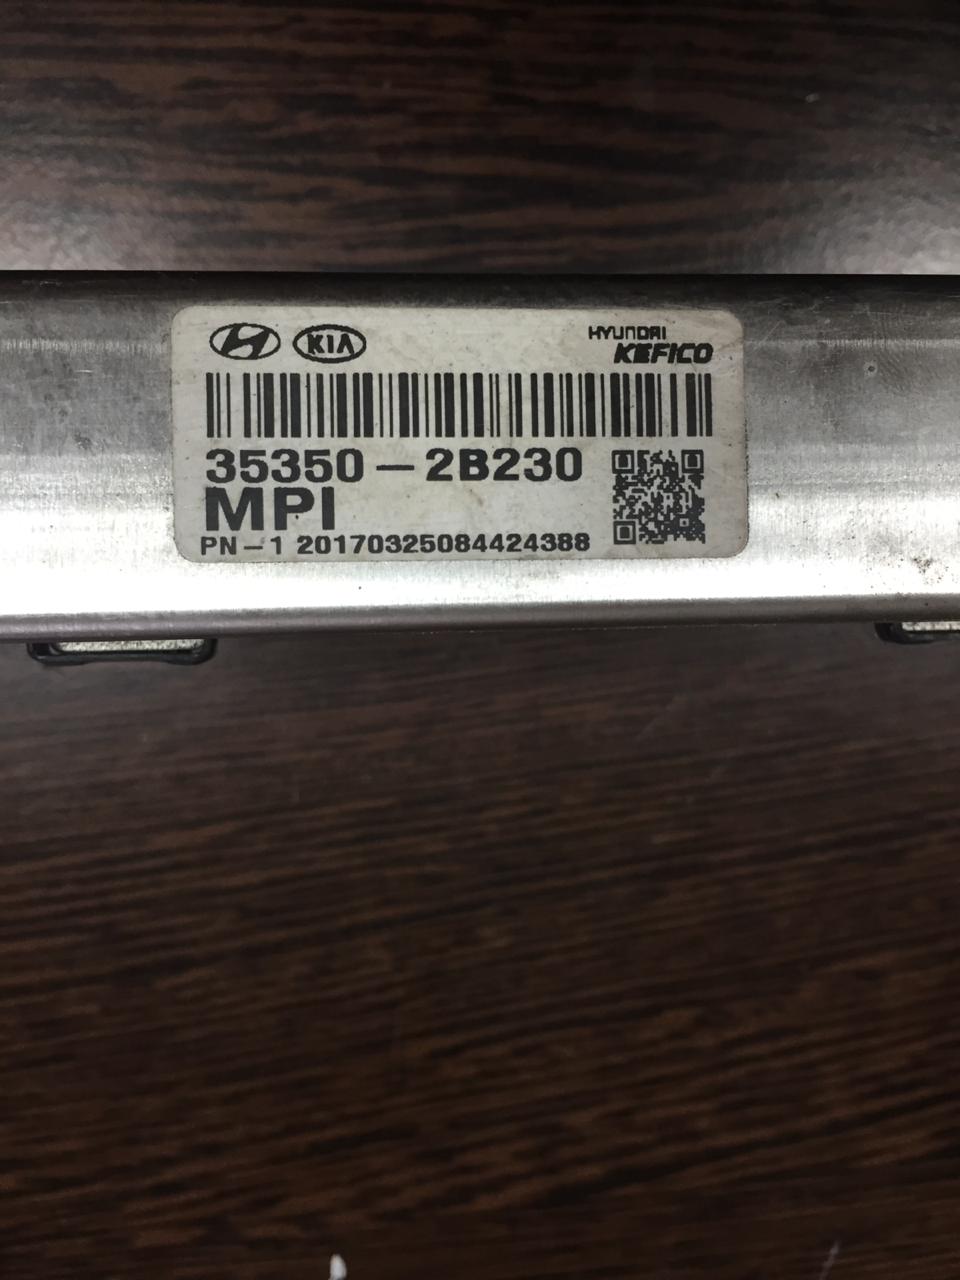 KIA
HYUNDAI
KEFICO
35350-2B230
MPI
PN-1 20170325084424388